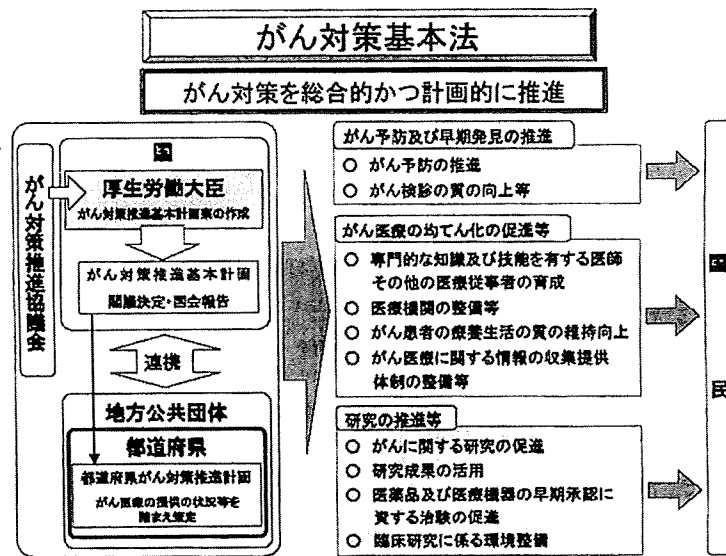 がん対策基本法
がん対策を総合的かつ計画的に推進
がん対策推進協議会
国
厚生労働大臣
がん対策推進基本計画案の作成
がん対策推進基本計画
閣議決定・国会報告
連携
地方公共団体
都道府県
都道府県がん対策推進計画
がん医療の提供の状況等を
踏まえ策定
がん予防及び早期発見の推進
○ がん予防の推進
○ がん検診の質の向上等
がん医療の均てん化の促進等
○ 専門的な知識及び技能を有する医師
その他の医療従事者の育成
○ 医療機関の整備等
○ がん患者の療養生活の質の維持向上
○ がん医療に関する情報の収集提供
体制の整備等
研究の推進等
○ がんに関する研究の促進
○ 研究成果の活用
○ 医薬品及び医療機器の早期承認に
資する治験の促進
○ 臨床研究に係る環境整備
国民